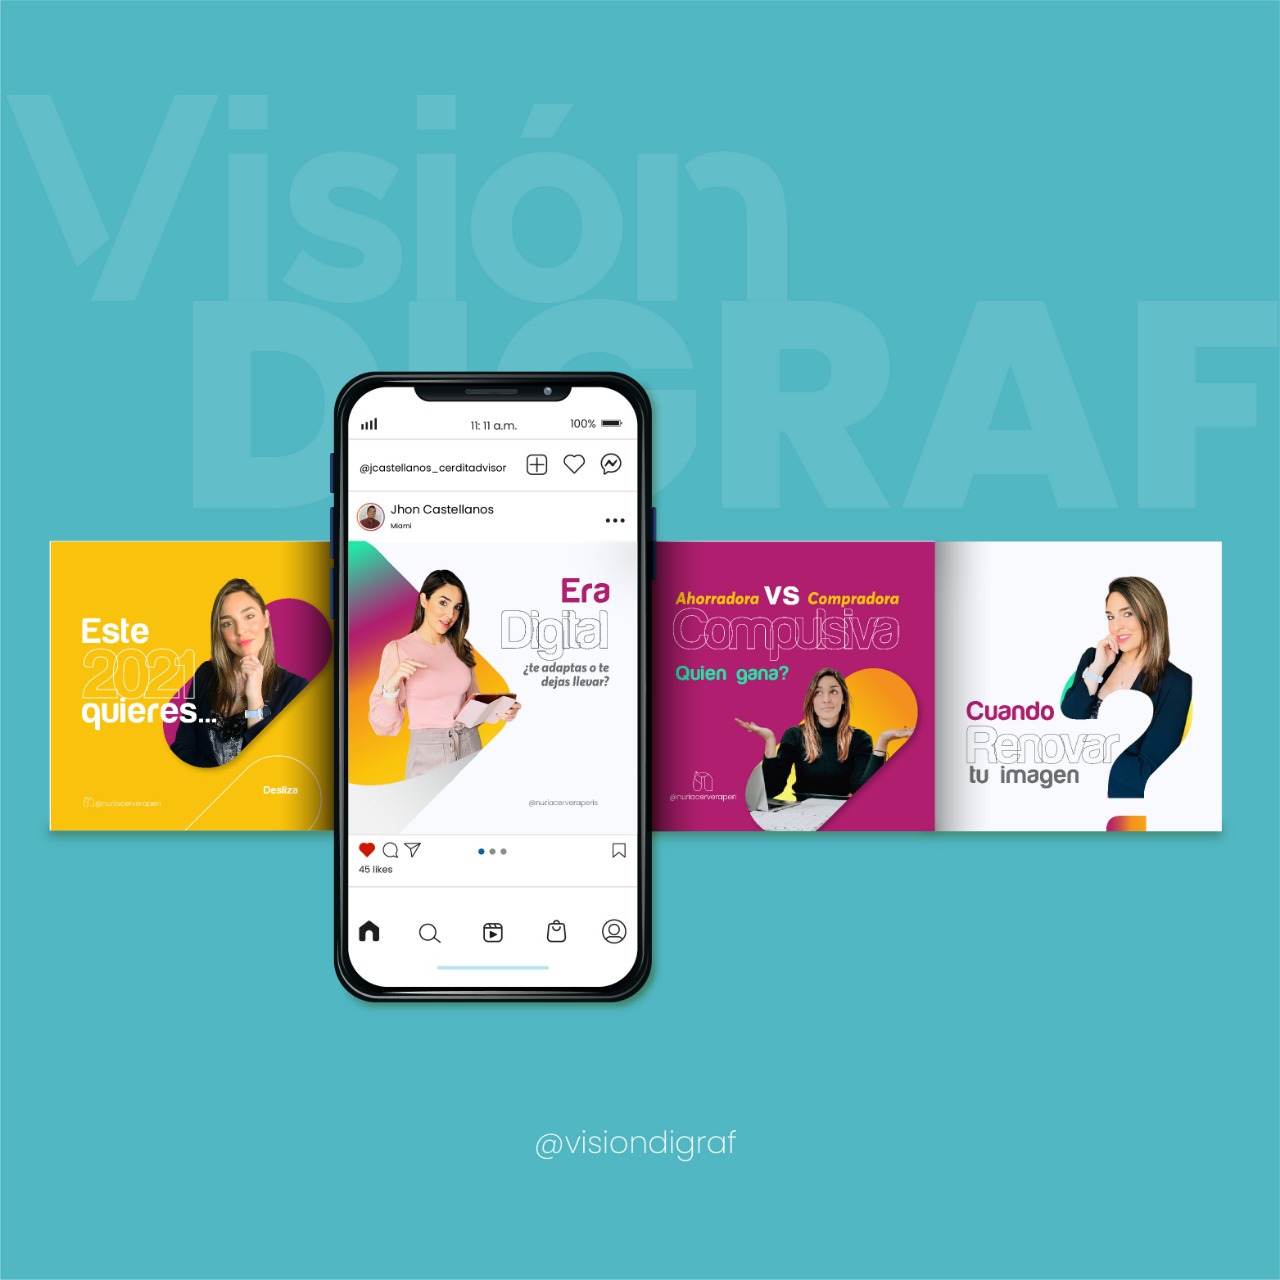 Visión
DIGRAF
11: 11 a.m.
100%
@jcastellanos_cerditadvisor
Jhon Castellanos
Miami
Este
2021
quieres...
Desliza
@nuriacerveraperi
Era
Digital
¿te adaptas o te
dejas llevar?
@nuriacerveraperis
45 likes
Ahorradora VS Compradora
Compulsiva
Quien gana?
@nuriacerveraperi
Cuando
Renovar
tu imagen
?
@visiondigraf